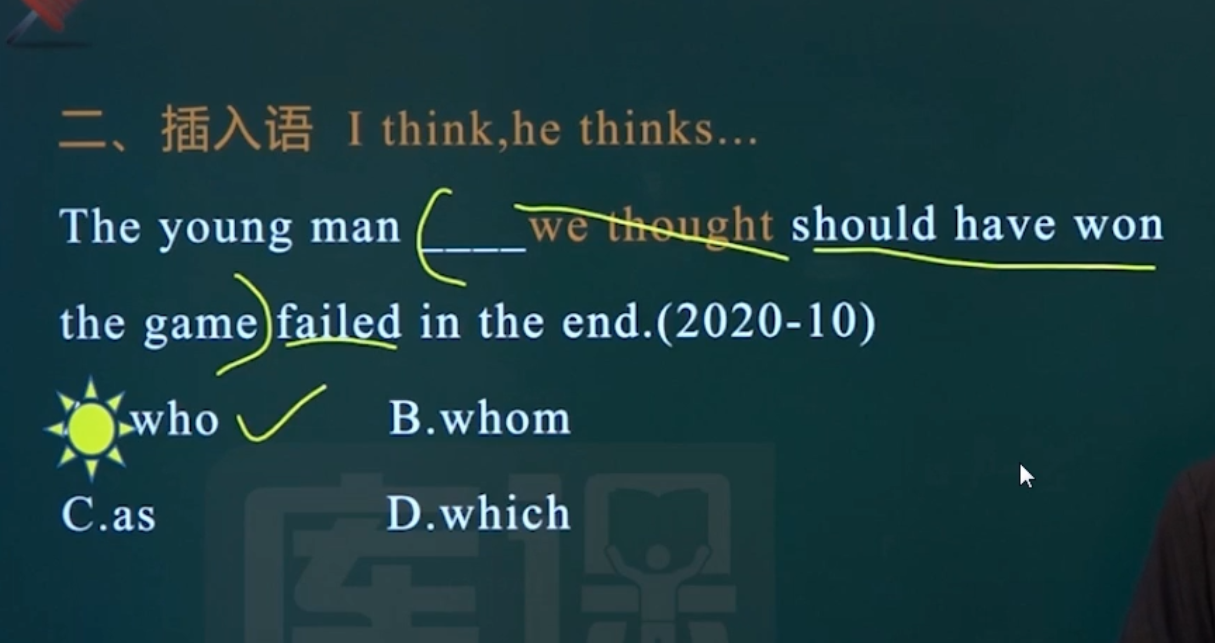 二、插入语 I think,he thinks...
The young man ____we thought should have won
the game failed in the end.(2020-10)
who B.whom
C.as D.which
库课